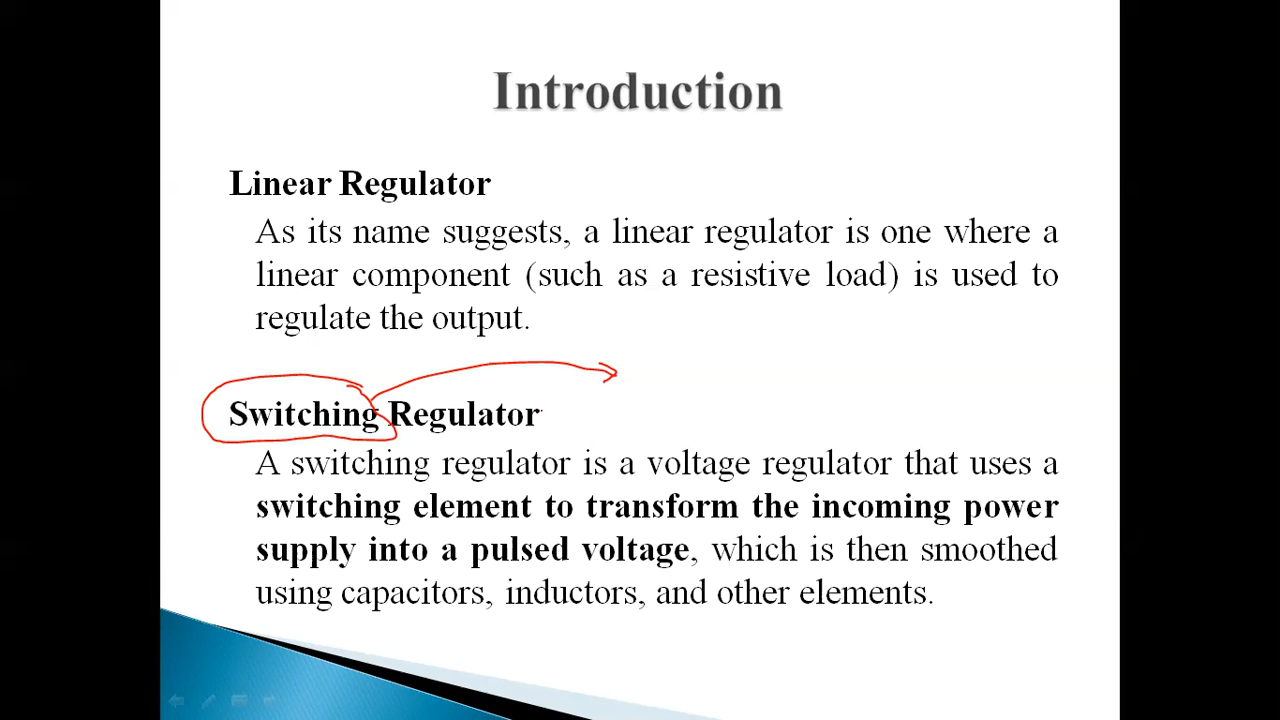 Introduction
Linear Regulator
As its name suggests, a linear regulator is one where a
linear component (such as a resistive load) is used to
regulate the output.
Switching Regulator
A switching regulator is a voltage regulator that uses a
switching element to transform the incoming power
supply into a pulsed voltage, which is then smoothed
using capacitors, inductors, and other elements.